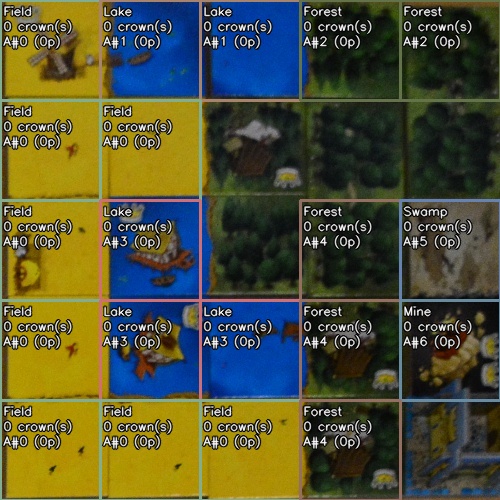 Field
0 crown(s)
A#0 (0p)
Lake
0 crown(s)
A#1 (0p)
Lake
0 crown(s)
A#1 (0p)
Forest
0 crown(s)
A#2 (0p)
Forest
0 crown(s)
A#2 (0p)
Field
0 crown(s)
A#0 (0p)
Field
0 crown(s)
A#0 (0p)
Field
0 crown(s)
A#0 (0p)
Lake
0 crown(s)
A#3 (0p)
Forest
0 crown(s)
A#4 (0p)
Swamp
0 crown(s)
A#5 (0p)
Field
0 crown(s)
A#0 (0p)
Lake
0 crown(s)
A#3 (0p)
Lake
0 crown(s)
A#3 (0p)
Forest
0 crown(s)
A#4 (0p)
Mine
0 crown(s)
A#6 (0p)
Field
0 crown(s)
A#0 (0p)
Field
0 crown(s)
A#0 (0p)
Field
0 crown(s)
A#0 (0p)
Forest
0 crown(s)
A#4 (0p)